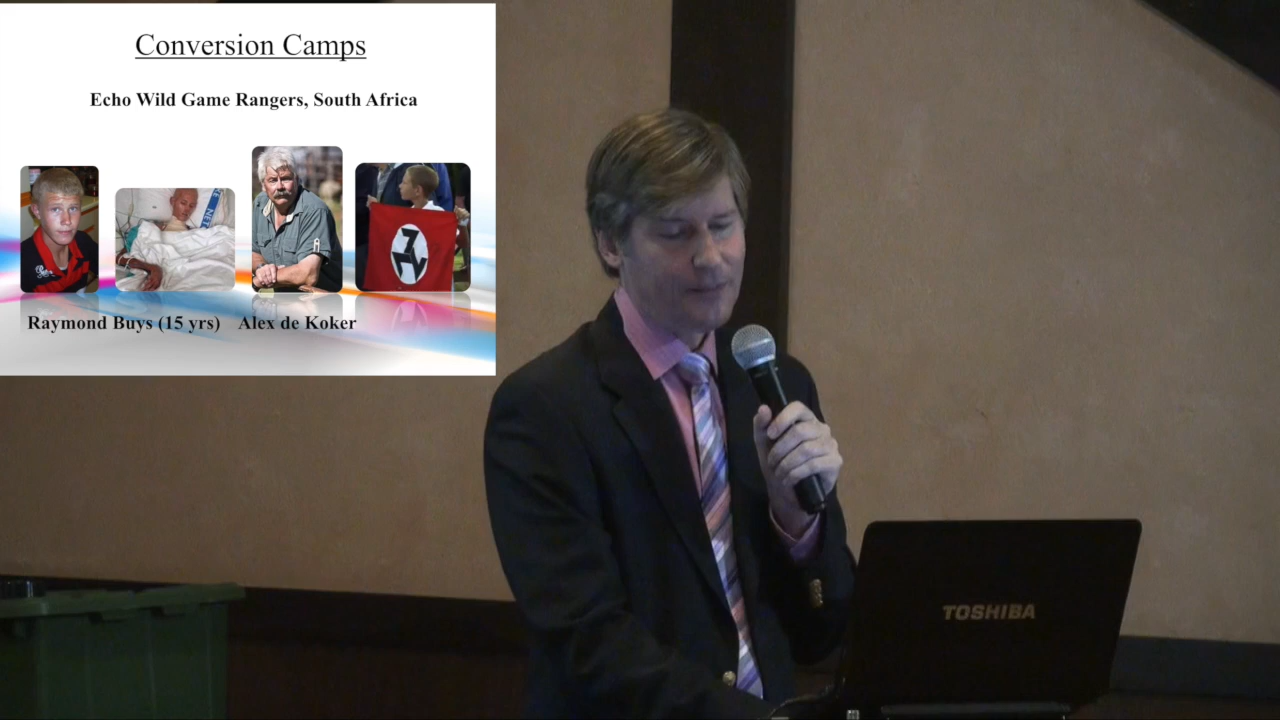 Conversion Camps
Echo Wild Game Rangers, South Africa
Raymond Buys (15 yrs) Alex de Koker
TOSHIBA